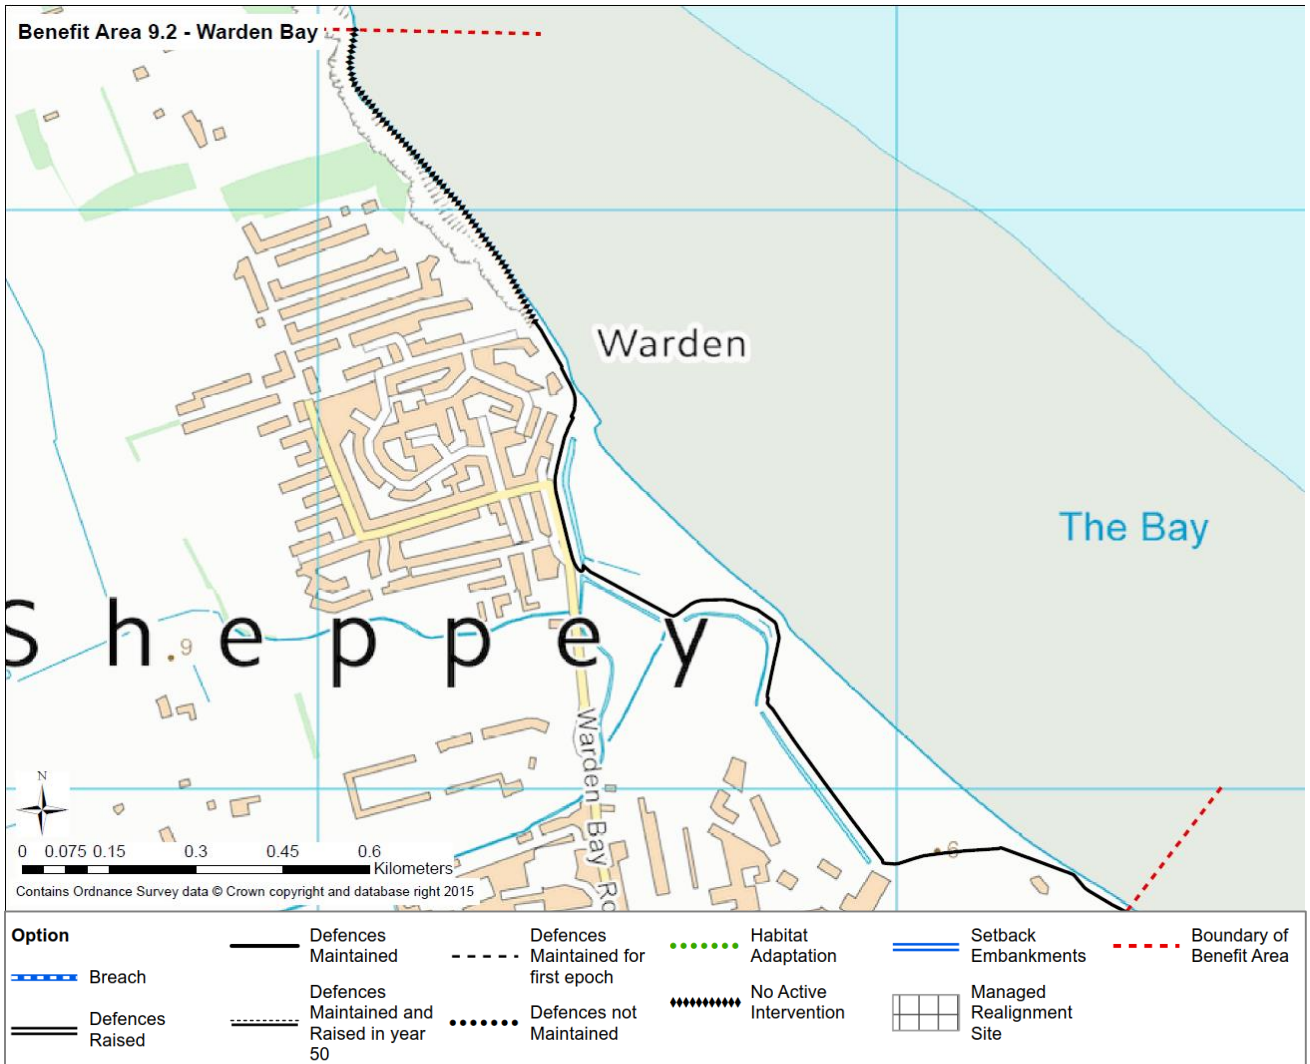 Benefit Area 9.2 - Warden Bay
Warden
The Bay
Sheppey
9
Warden Bay Ro
6
N
0 0.075 0.15 0.3 0.45 0.6
Kilometers
Contains Ordnance Survey data © Crown copyright and database right 2015
Option
Breach
Defences
Raised
Defences
Maintained
Defences
Maintained and
Raised in year
50
Defences
Maintained for
first epoch
Defences not
Maintained
Habitat
Adaptation
No Active
Intervention
Setback
Embankments
Managed
Realignment
Site
Boundary of
Benefit Area